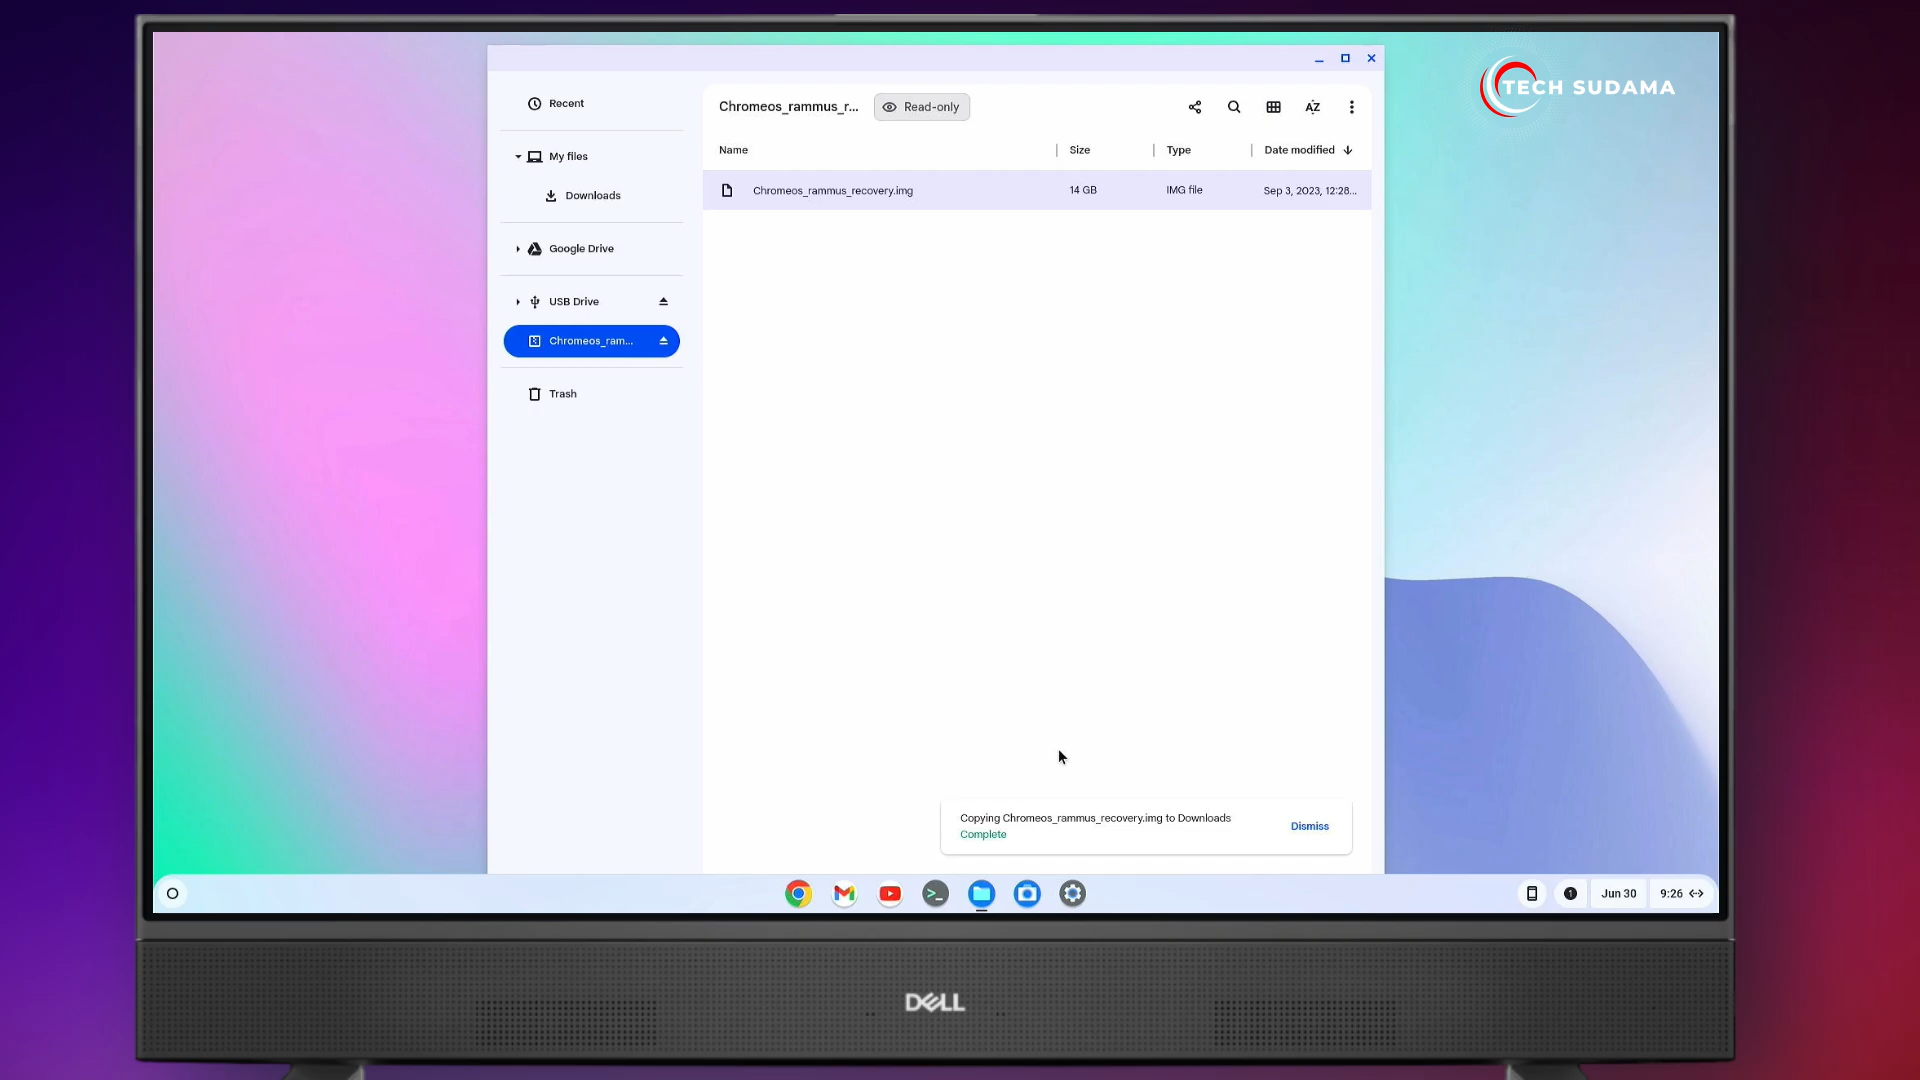 TECH SUDAMA
Recent
My files
Downloads
Google Drive
USB Drive
Chromeos_ram...
Trash
Chromeos_rammus_r...
Read-only
AZ
Name
Size
Type
Date modified
Chromeos_rammus_recovery.img
14 GB
IMG file
Sep 3, 2023, 12:28...
Copying Chromeos_rammus_recovery.img to Downloads
Complete
Dismiss
1
Jun 30
9:26
DELL